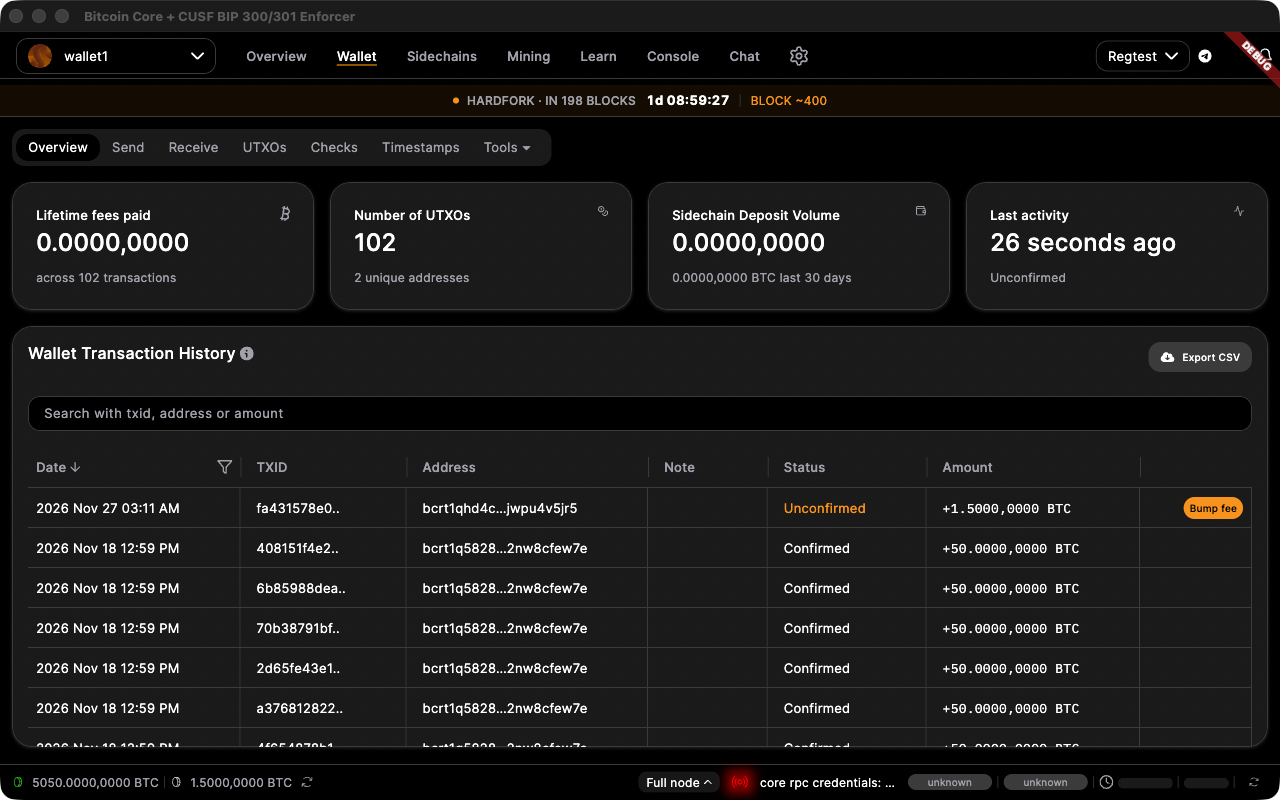 Bitcoin Core + CUSF BIP 300/301 Enforcer
wallet1 Overview Wallet Sidechains Mining Learn Console Chat Regtest DEBUG
HARDFORK · IN 198 BLOCKS 1d 08:59:27 BLOCK ~400
Overview Send Receive UTXOs Checks Timestamps Tools
Lifetime fees paid
0.0000,0000
across 102 transactions
Number of UTXOs
102
2 unique addresses
Sidechain Deposit Volume
0.0000,0000
0.0000,0000 BTC last 30 days
Last activity
26 seconds ago
Unconfirmed
Wallet Transaction History
Export CSV
Search with txid, address or amount
Date TXID Address Note Status Amount
2026 Nov 27 03:11 AM fa431578e0.. bcrt1qhd4c...jwpu4v5jr5 Unconfirmed +1.5000,0000 BTC Bump fee
2026 Nov 18 12:59 PM 408151f4e2.. bcrt1q5828...2nw8cfew7e Confirmed +50.0000,0000 BTC
2026 Nov 18 12:59 PM 6b85988dea.. bcrt1q5828...2nw8cfew7e Confirmed +50.0000,0000 BTC
2026 Nov 18 12:59 PM 70b38791bf.. bcrt1q5828...2nw8cfew7e Confirmed +50.0000,0000 BTC
2026 Nov 18 12:59 PM 2d65fe43e1.. bcrt1q5828...2nw8cfew7e Confirmed +50.0000,0000 BTC
2026 Nov 18 12:59 PM a376812822.. bcrt1q5828...2nw8cfew7e Confirmed +50.0000,0000 BTC
5050.0000,0000 BTC 1.5000,0000 BTC Full node core rpc credentials: ... unknown unknown